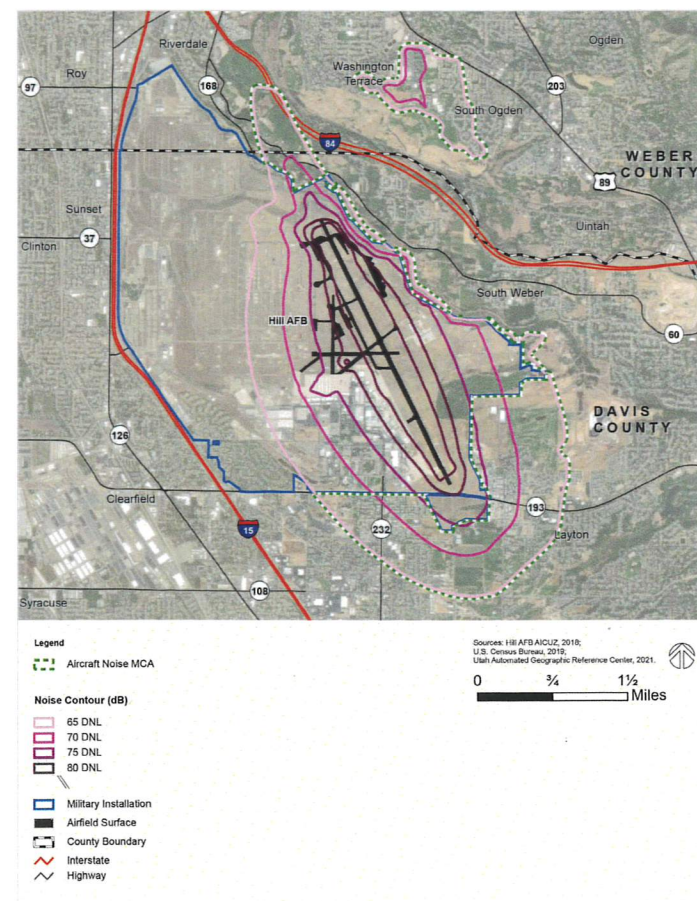 Riverdale
Ogden
Roy
Washington
Terrace
97
168
203
South Ogden
84
WEBER
COUNTY
89
Sunset
Uintah
Clinton
37
South Weber
Hill AFB
60
DAVIS
COUNTY
126
Clearfield
193
15
232
Layton
108
Syracuse
Legend
Aircraft Noise MCA
Noise Contour (dB)
65 DNL
70 DNL
75 DNL
80 DNL
Military Installation
Airfield Surface
County Boundary
Interstate
Highway
Sources: Hill AFB AICUZ, 2018;
U.S. Census Bureau, 2019;
Utah Automated Geographic Reference Center, 2021.
0 ¾ 1½
Miles